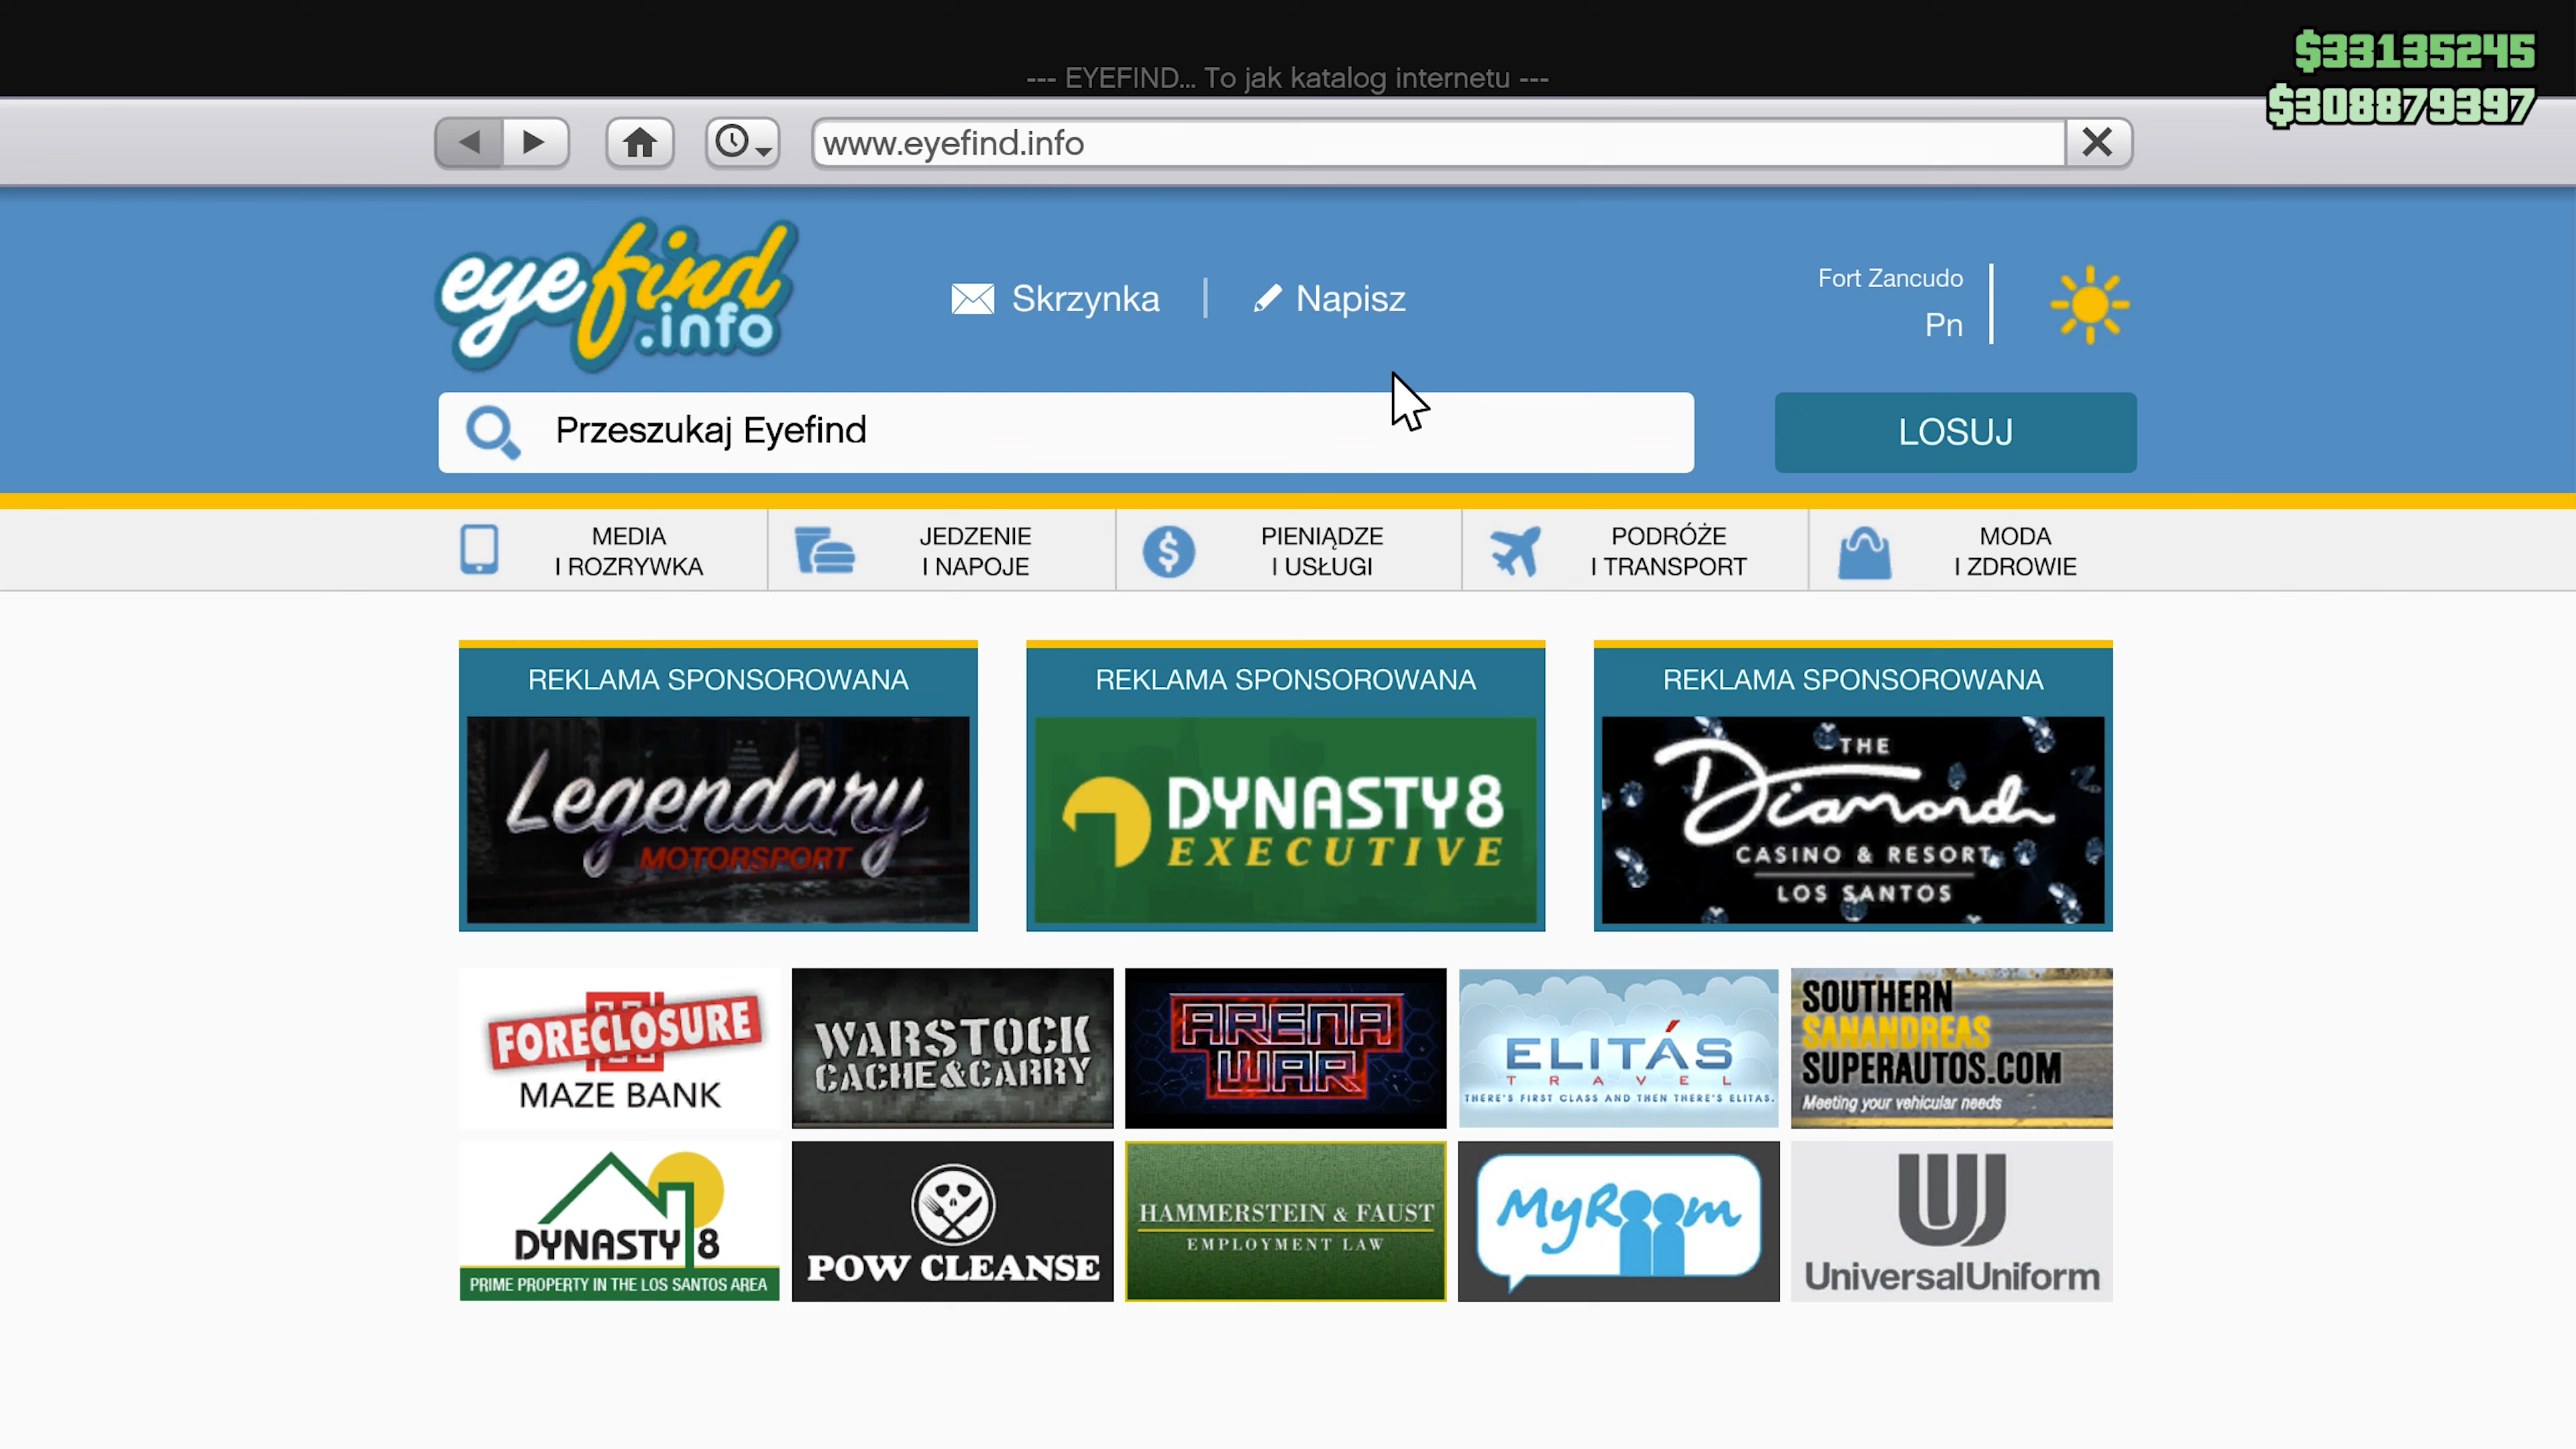 $33135245
--- EYEFIND... To jak katalog internetu ---
$308879397
www.eyefind.info
eyefind
.info
Skrzynka | Napisz
Fort Zancudo
Pn
Przeszukaj Eyefind
LOSUJ
MEDIA
I ROZRYWKA
JEDZENIE
I NAPOJE
PIENIĄDZE
I USŁUGI
PODRÓŻE
I TRANSPORT
MODA
I ZDROWIE
REKLAMA SPONSOROWANA
Legendary
MOTORSPORT
REKLAMA SPONSOROWANA
DYNASTY8
EXECUTIVE
REKLAMA SPONSOROWANA
THE
Diamond
CASINO & RESORT
LOS SANTOS
FORECLOSURE
MAZE BANK
WARSTOCK
CACHE&CARRY
ARENA
WAR
ELITÁS
TRAVEL
THERE'S FIRST CLASS AND THEN THERE'S ELITAS.
SOUTHERN
SANANDREAS
SUPERAUTOS.COM
Meeting your vehicular needs
DYNASTY 8
PRIME PROPERTY IN THE LOS SANTOS AREA
POW CLEANSE
HAMMERSTEIN & FAUST
EMPLOYMENT LAW
MyRoom
UniversalUniform